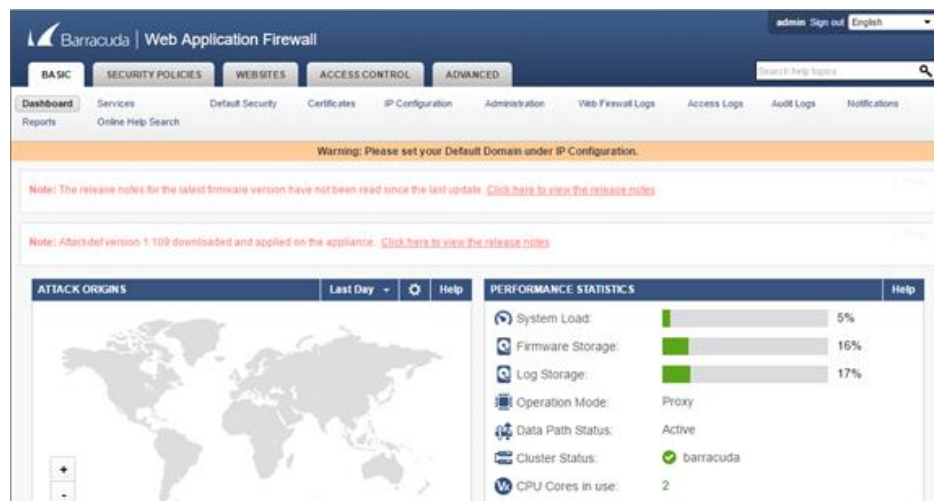 admin Sign out English
Barracuda | Web Application Firewall
BASIC SECURITY POLICIES WEBSITES ACCESS CONTROL ADVANCED Search help topics
Dashboard Services Default Security Certificates IP Configuration Administration Web Firewall Logs Access Logs Audit Logs Notifications
Reports Online Help Search
Warning: Please set your Default Domain under IP Configuration.
Note: The release notes for the latest firmware version have not been read since the last update. Click here to view the release notes
Note: Attackdef version 1.109 downloaded and applied on the appliance. Click here to view the release notes
ATTACK ORIGINS Last Day Help
PERFORMANCE STATISTICS Help
System Load: 5%
Firmware Storage: 16%
Log Storage: 17%
Operation Mode: Proxy
Data Path Status: Active
Cluster Status: barracuda
CPU Cores in use: 2
+
-